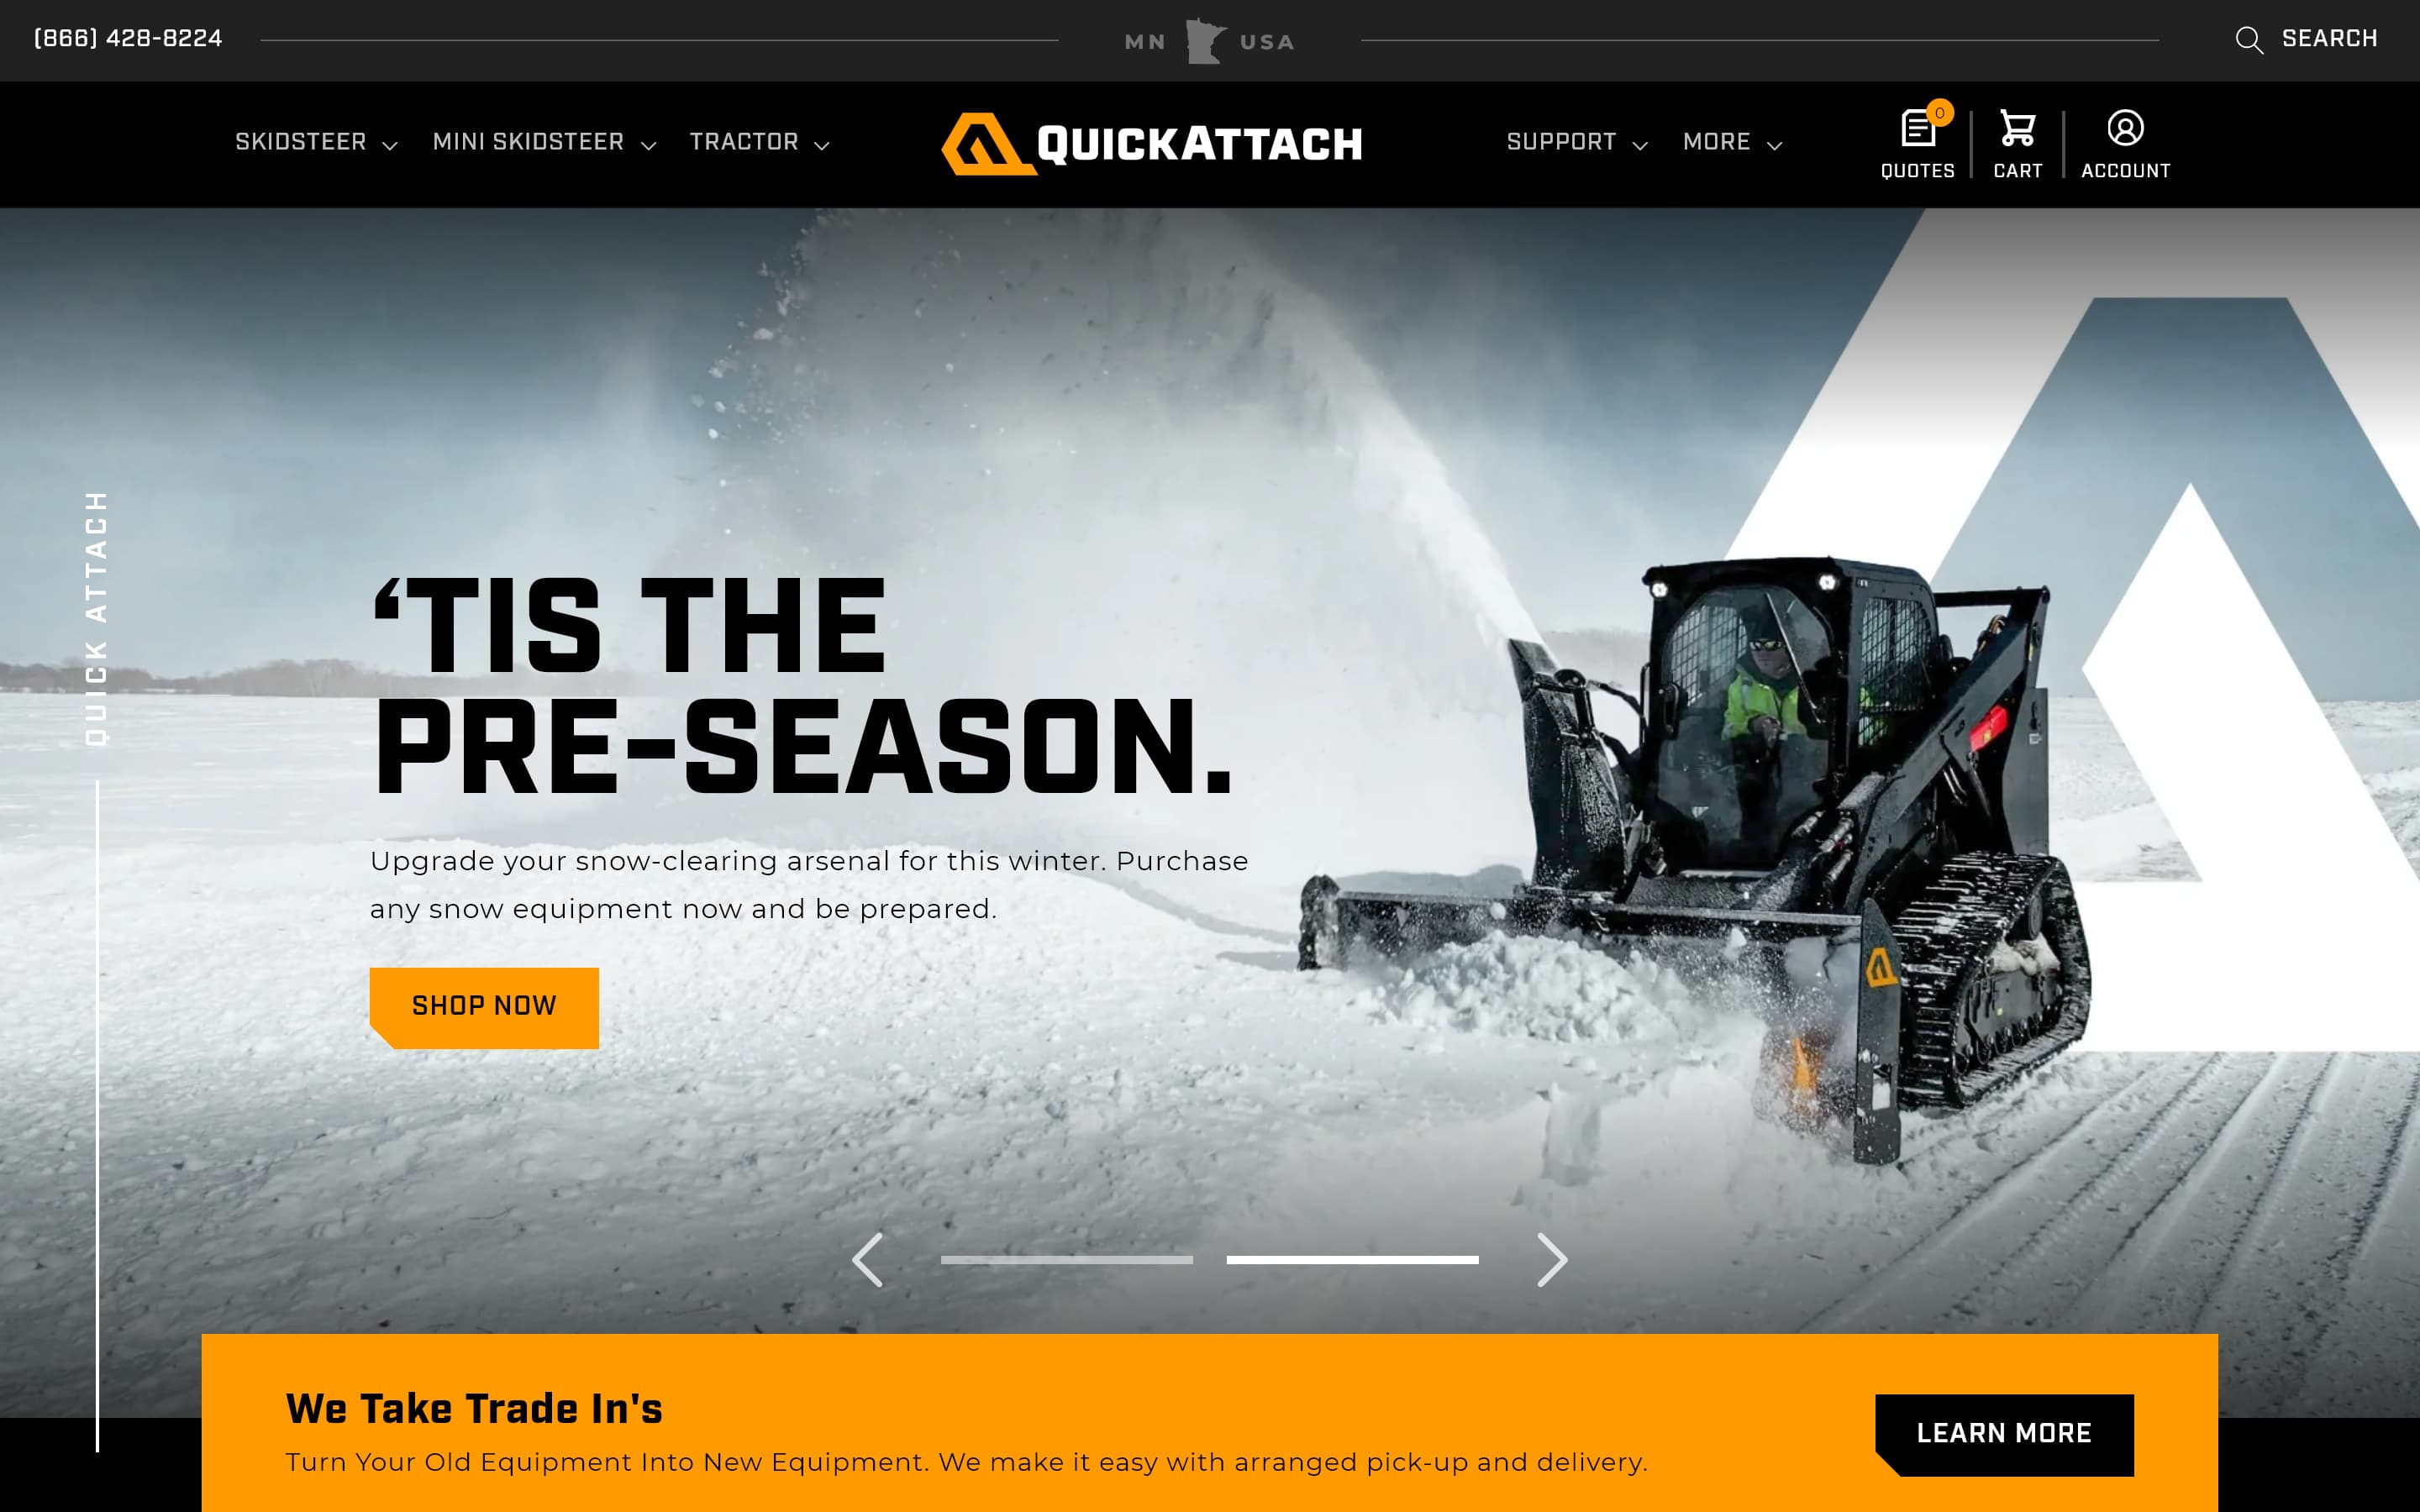 (866) 428-8224
MN USA
SEARCH
SKIDSTEER
MINI SKIDSTEER
TRACTOR
QUICKATTACH
SUPPORT
MORE
0
QUOTES
CART
ACCOUNT
QUICK ATTACH
‘TIS THE
PRE-SEASON.
Upgrade your snow-clearing arsenal for this winter. Purchase
any snow equipment now and be prepared.
SHOP NOW
We Take Trade In's
Turn Your Old Equipment Into New Equipment. We make it easy with arranged pick-up and delivery.
LEARN MORE